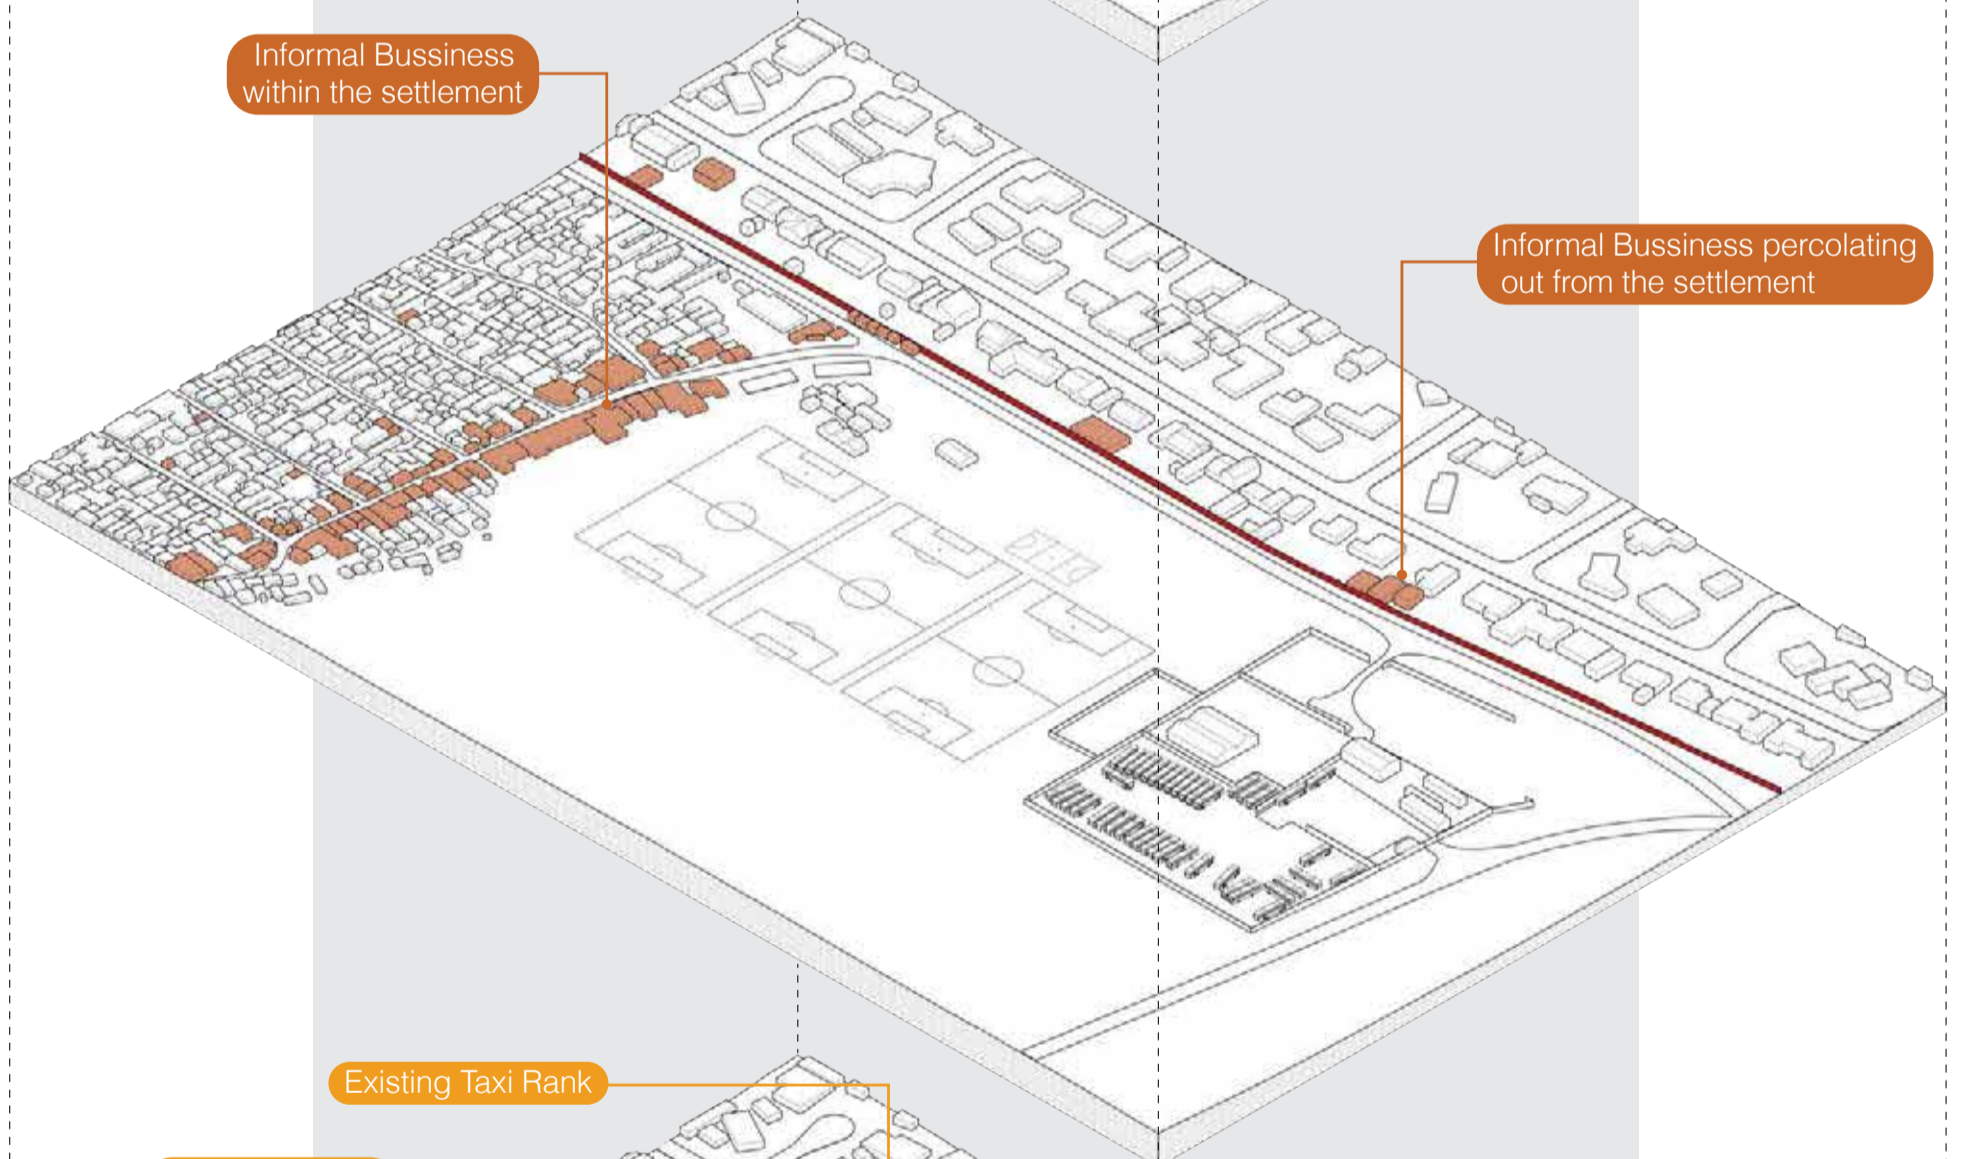 Informal Bussiness
within the settlement
Informal Bussiness percolating
out from the settlement
Existing Taxi Rank